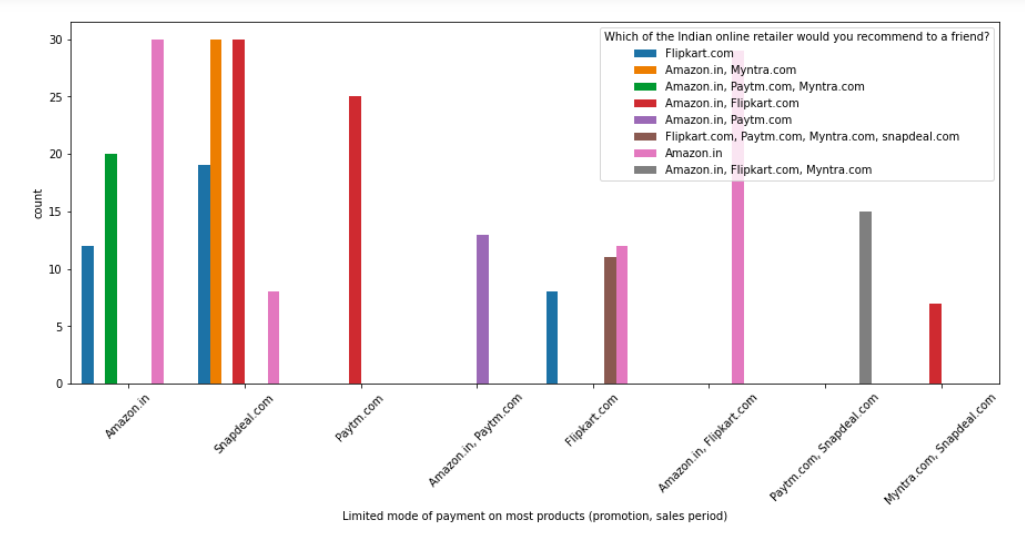 Which of the Indian online retailer would you recommend to a friend?
Flipkart.com
Amazon.in, Myntra.com
Amazon.in, Paytm.com, Myntra.com
Amazon.in, Flipkart.com
Amazon.in, Paytm.com
Flipkart.com, Paytm.com, Myntra.com, snapdeal.com
Amazon.in
Amazon.in, Flipkart.com, Myntra.com
30
25
20
15
10
5
0
count
Amazon.in
Snapdeal.com
Paytm.com
Amazon.in, Paytm.com
Flipkart.com
Amazon.in, Flipkart.com
Paytm.com, Snapdeal.com
Myntra.com, Snapdeal.com
Limited mode of payment on most products (promotion, sales period)